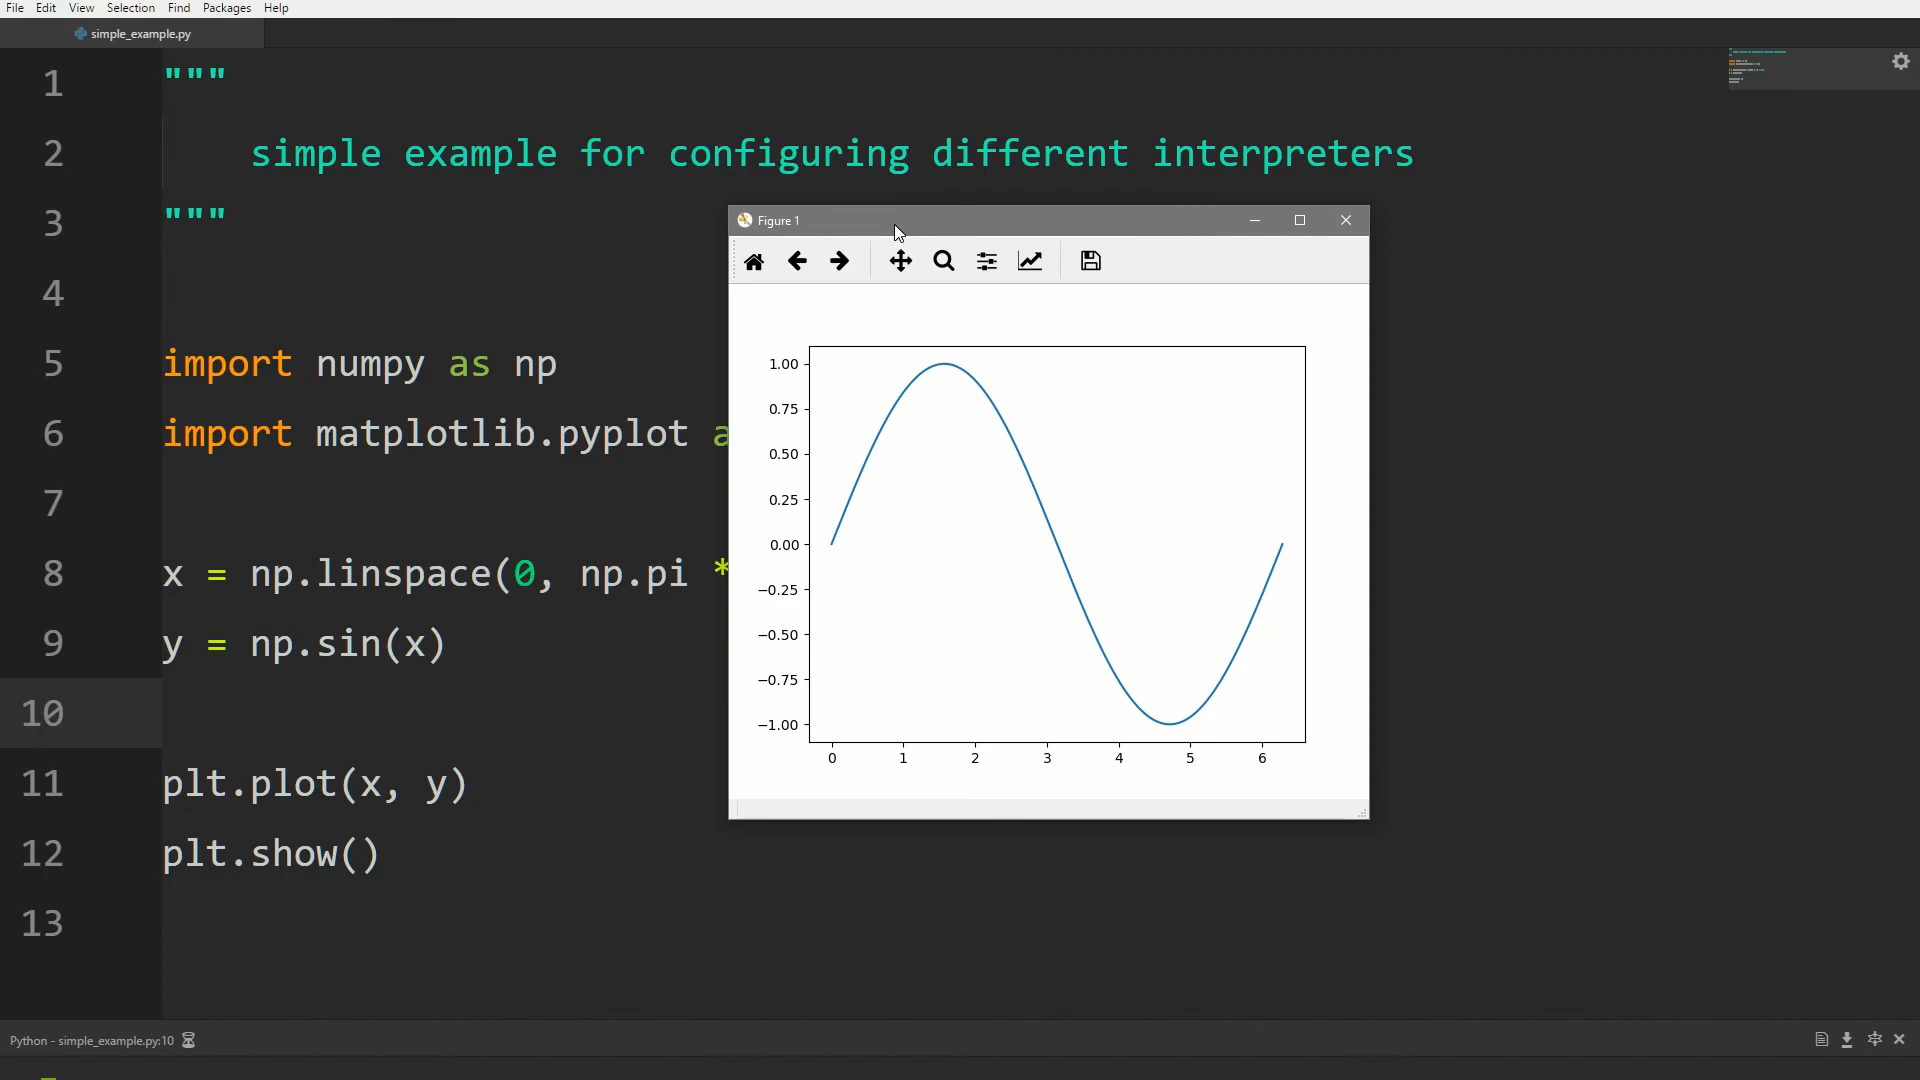 File Edit View Selection Find Packages Help
simple_example.py
1 """
2 simple example for configuring different interpreters
3 """
4
5 import numpy as np
6 import matplotlib.pyplot a
7
8 x = np.linspace(0, np.pi *
9 y = np.sin(x)
10
11 plt.plot(x, y)
12 plt.show()
13
Figure 1
1.00
0.75
0.50
0.25
0.00
−0.25
−0.50
−0.75
−1.00
0 1 2 3 4 5 6
Python - simple_example.py:10